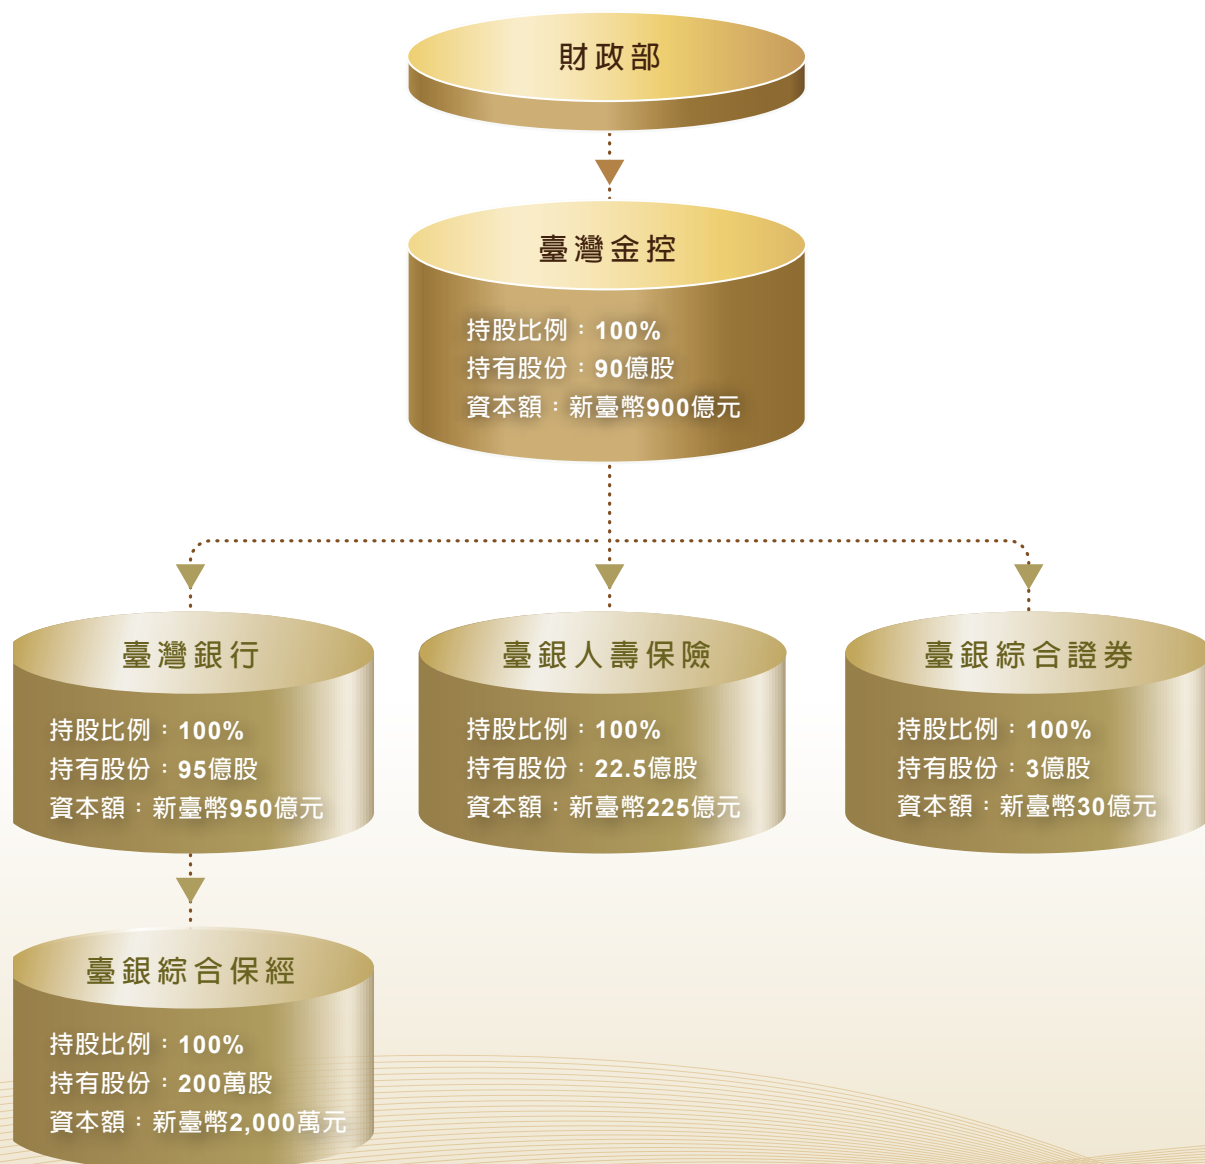 財政部
臺灣金控
持股比例：100%
持有股份：90億股
資本額：新臺幣900億元
臺灣銀行
持股比例：100%
持有股份：95億股
資本額：新臺幣950億元
臺銀人壽保險
持股比例：100%
持有股份：22.5億股
資本額：新臺幣225億元
臺銀綜合證券
持股比例：100%
持有股份：3億股
資本額：新臺幣30億元
臺銀綜合保經
持股比例：100%
持有股份：200萬股
資本額：新臺幣2,000萬元